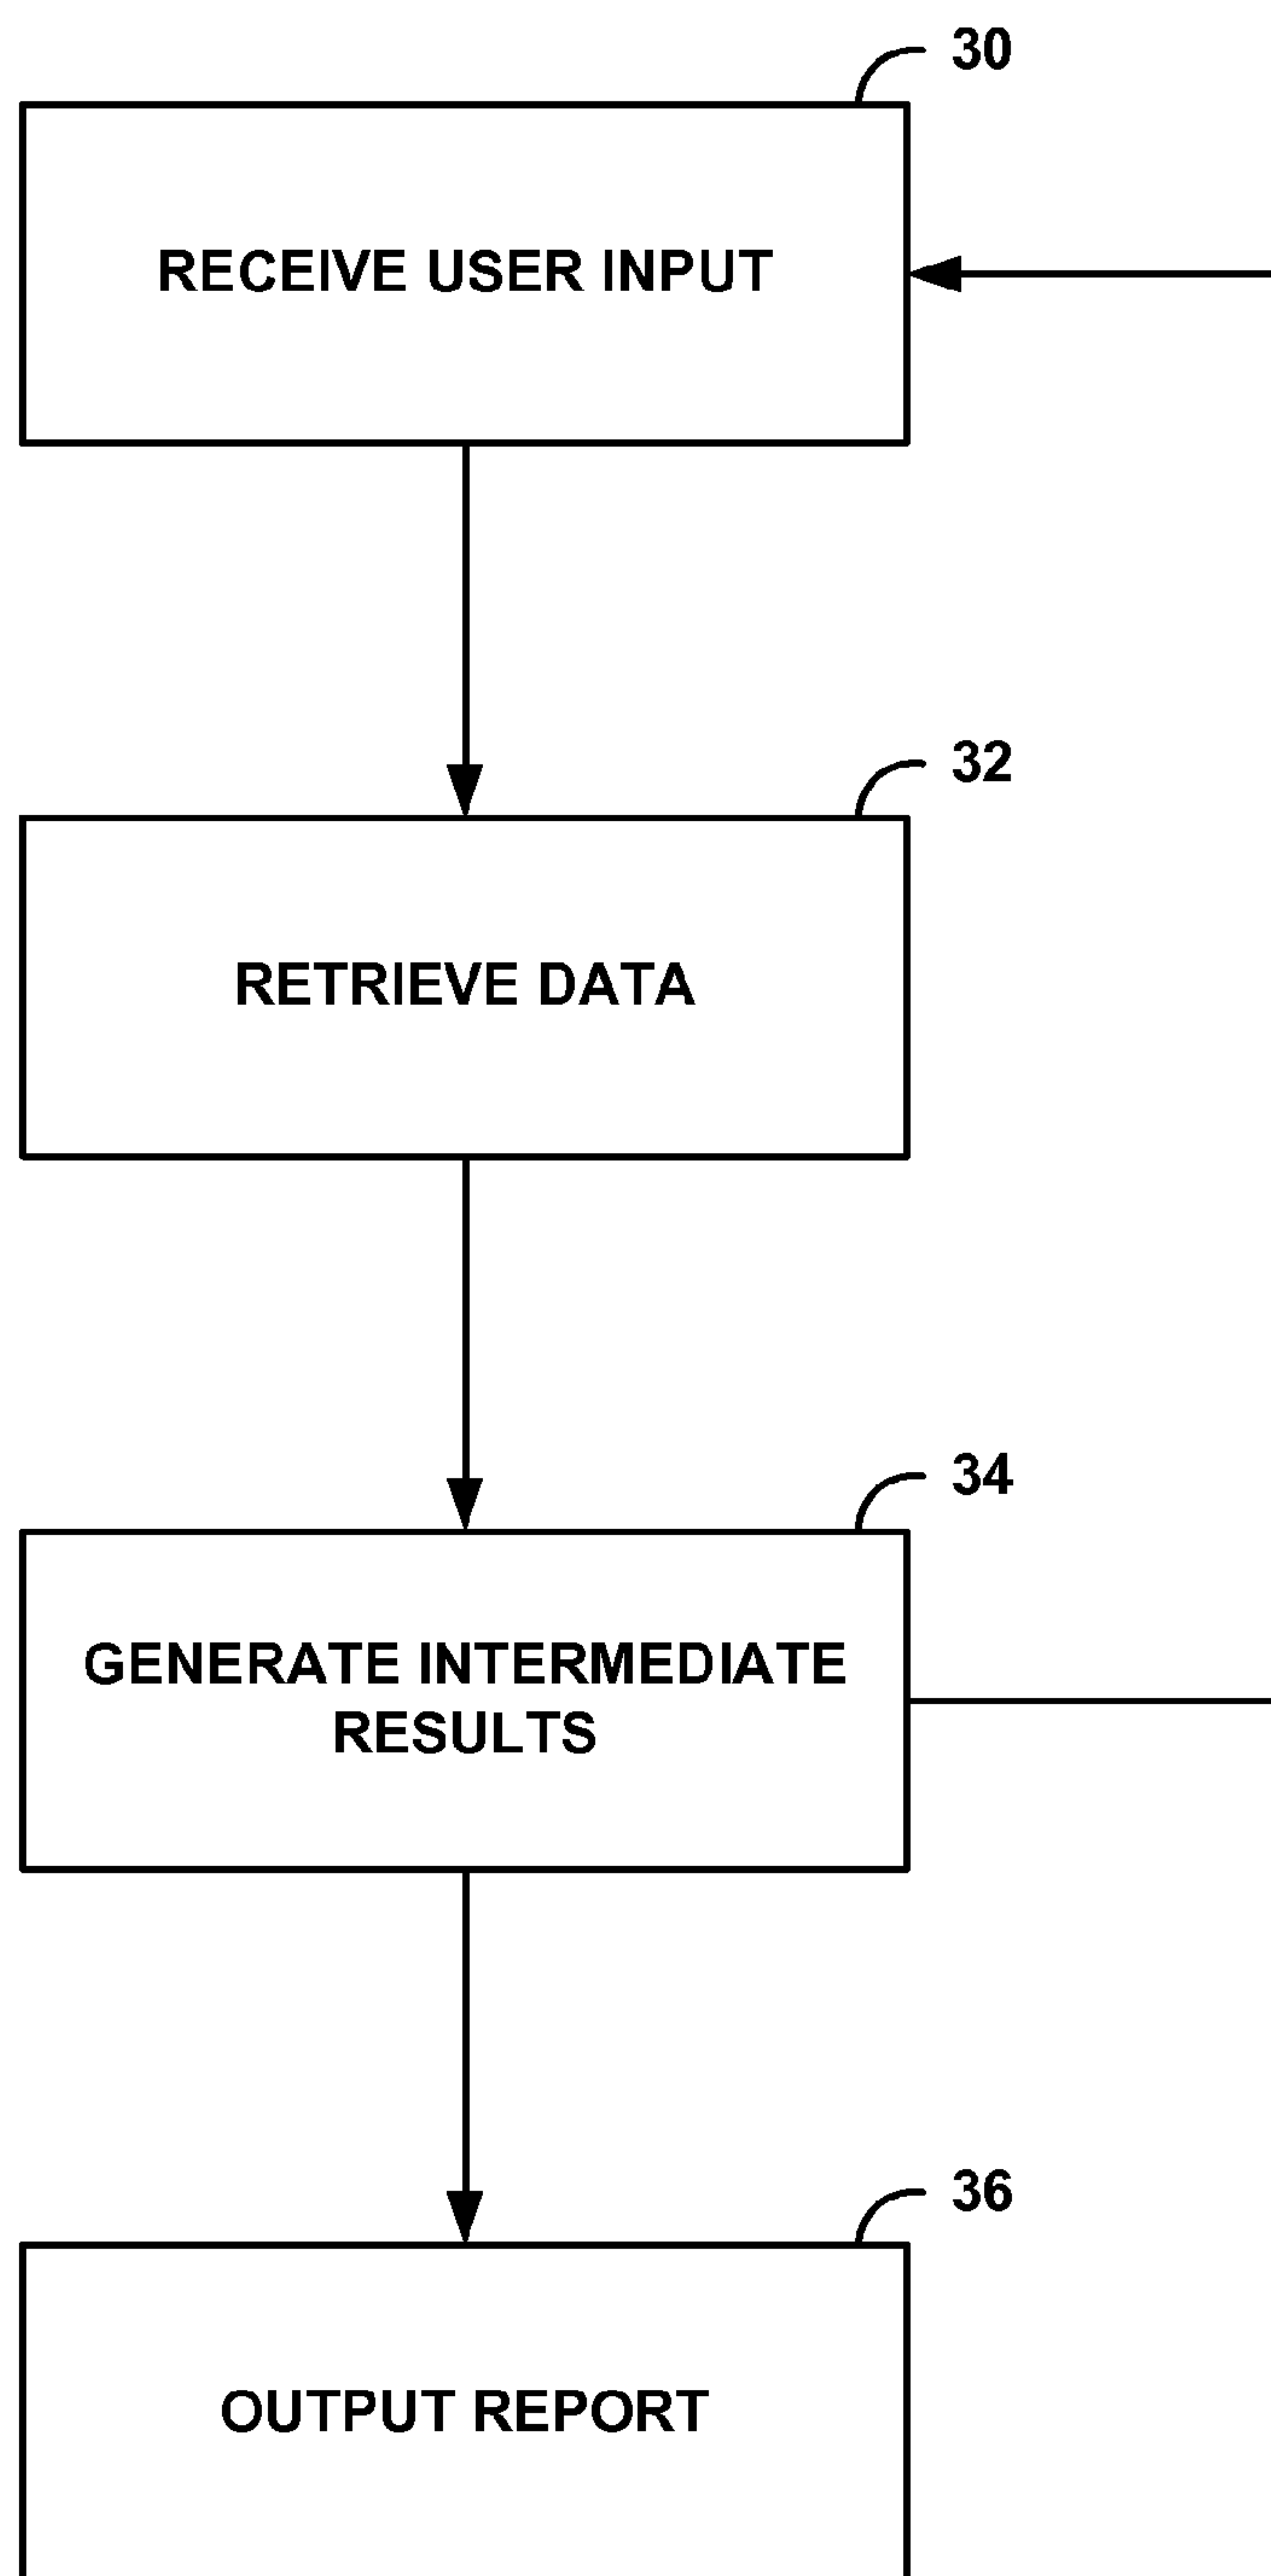 30
RECEIVE USER INPUT
32
RETRIEVE DATA
34
GENERATE INTERMEDIATE
RESULTS
36
OUTPUT REPORT